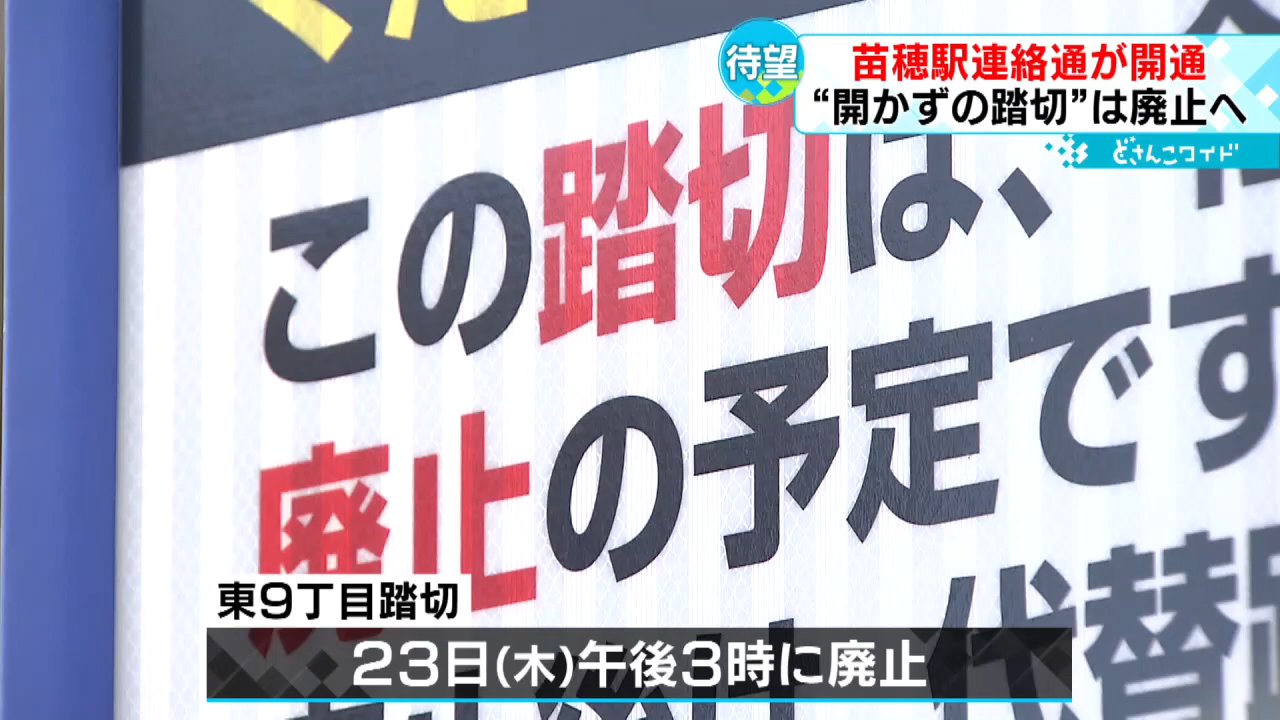 待望
苗穂駅連絡通が開通
“開かずの踏切”は廃止へ
どさんこワイド
この踏切は、
廃止の予定です
代替
東9丁目踏切
23日(木)午後3時に廃止